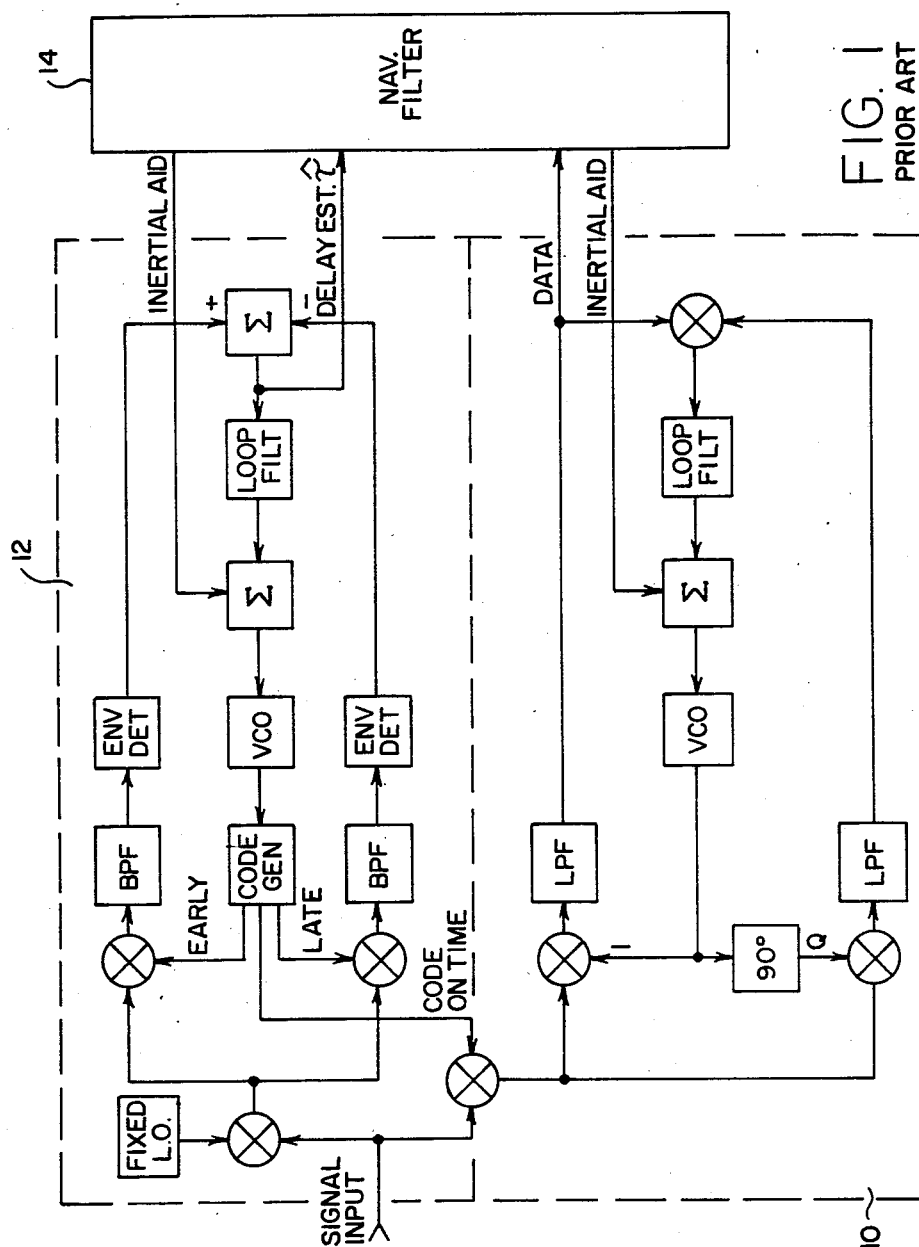 14
NAV.
FILTER
FIG. 1
PRIOR ART
12
INERTIAL AID
DELAY EST. τ̂
DATA
INERTIAL AID
+
Σ
-
LOOP
FILT
Σ
ENV
DET
VCO
ENV
DET
BPF
CODE
GEN
BPF
EARLY
LATE
CODE
ON TIME
FIXED
L.O.
SIGNAL
INPUT
LOOP
FILT
Σ
VCO
LPF
LPF
I
90°
Q
10